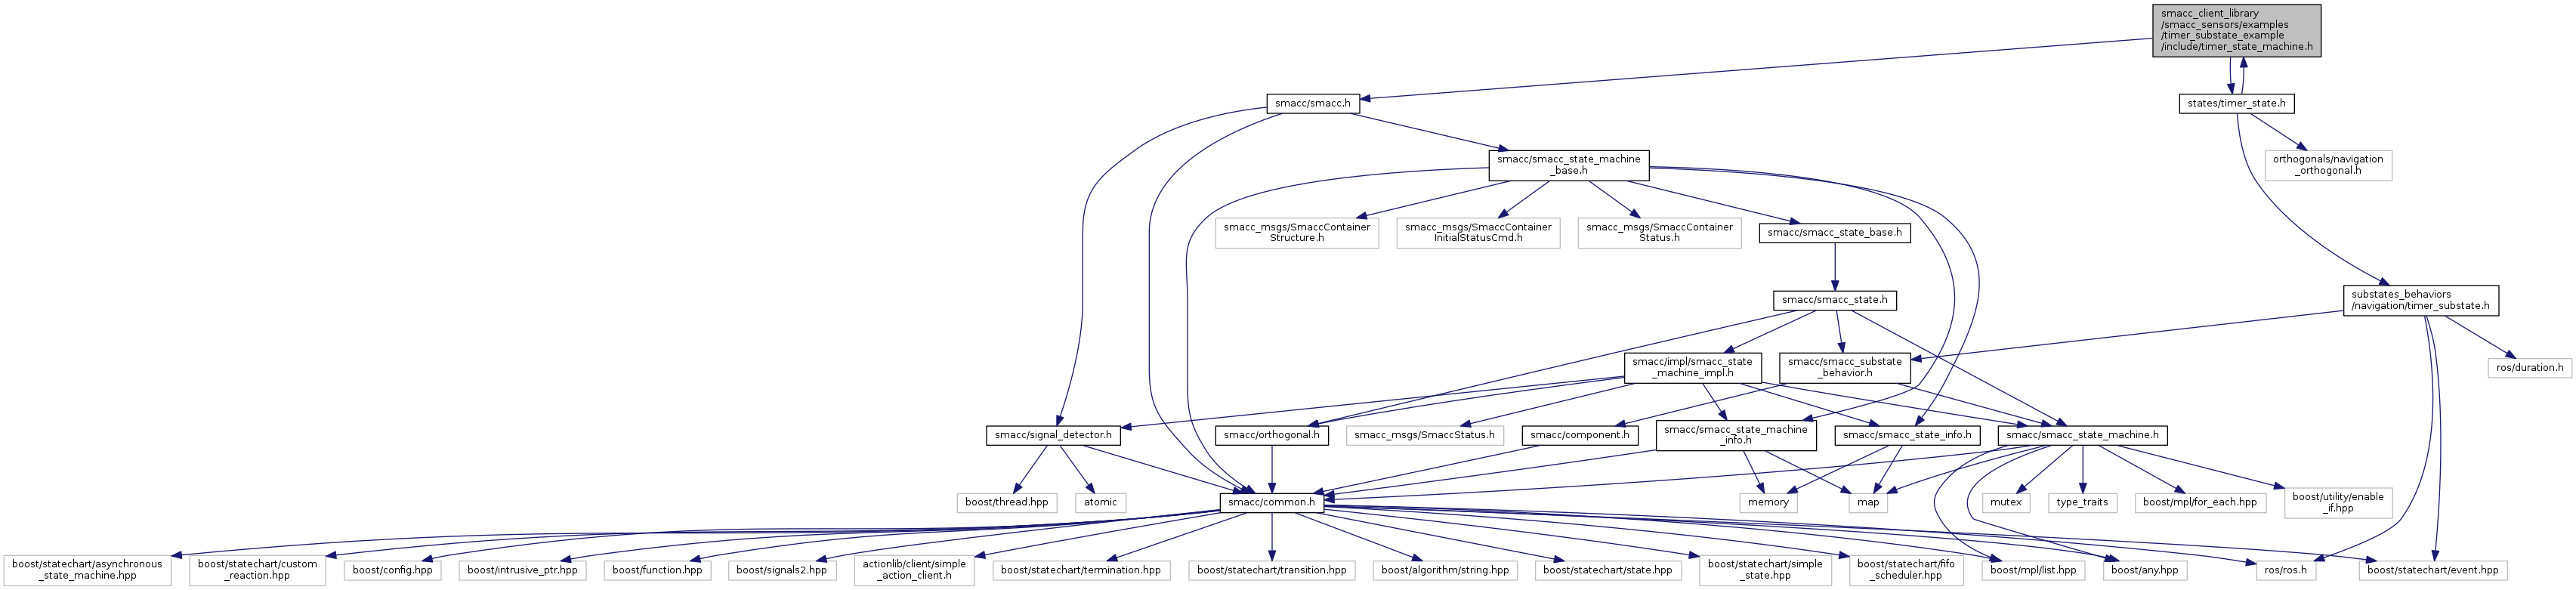 smacc_client_library
/smacc_sensors/examples
/timer_substate_example
/include/timer_state_machine.h
smacc/smacc.h
states/timer_state.h
smacc/smacc_state_machine
_base.h
orthogonals/navigation
_orthogonal.h
smacc_msgs/SmaccContainer
Structure.h
smacc_msgs/SmaccContainer
InitialStatusCmd.h
smacc_msgs/SmaccContainer
Status.h
smacc/smacc_state_base.h
smacc/smacc_state.h
substates_behaviors
/navigation/timer_substate.h
smacc/impl/smacc_state
_machine_impl.h
smacc/smacc_substate
_behavior.h
ros/duration.h
smacc/signal_detector.h
smacc/orthogonal.h
smacc_msgs/SmaccStatus.h
smacc/component.h
smacc/smacc_state_machine
_info.h
smacc/smacc_state_info.h
smacc/smacc_state_machine.h
boost/thread.hpp
atomic
smacc/common.h
memory
map
mutex
type_traits
boost/mpl/for_each.hpp
boost/utility/enable
_if.hpp
boost/statechart/asynchronous
_state_machine.hpp
boost/statechart/custom
_reaction.hpp
boost/config.hpp
boost/intrusive_ptr.hpp
boost/function.hpp
boost/signals2.hpp
actionlib/client/simple
_action_client.h
boost/statechart/termination.hpp
boost/statechart/transition.hpp
boost/algorithm/string.hpp
boost/statechart/state.hpp
boost/statechart/simple
_state.hpp
boost/statechart/fifo
_scheduler.hpp
boost/mpl/list.hpp
boost/any.hpp
ros/ros.h
boost/statechart/event.hpp